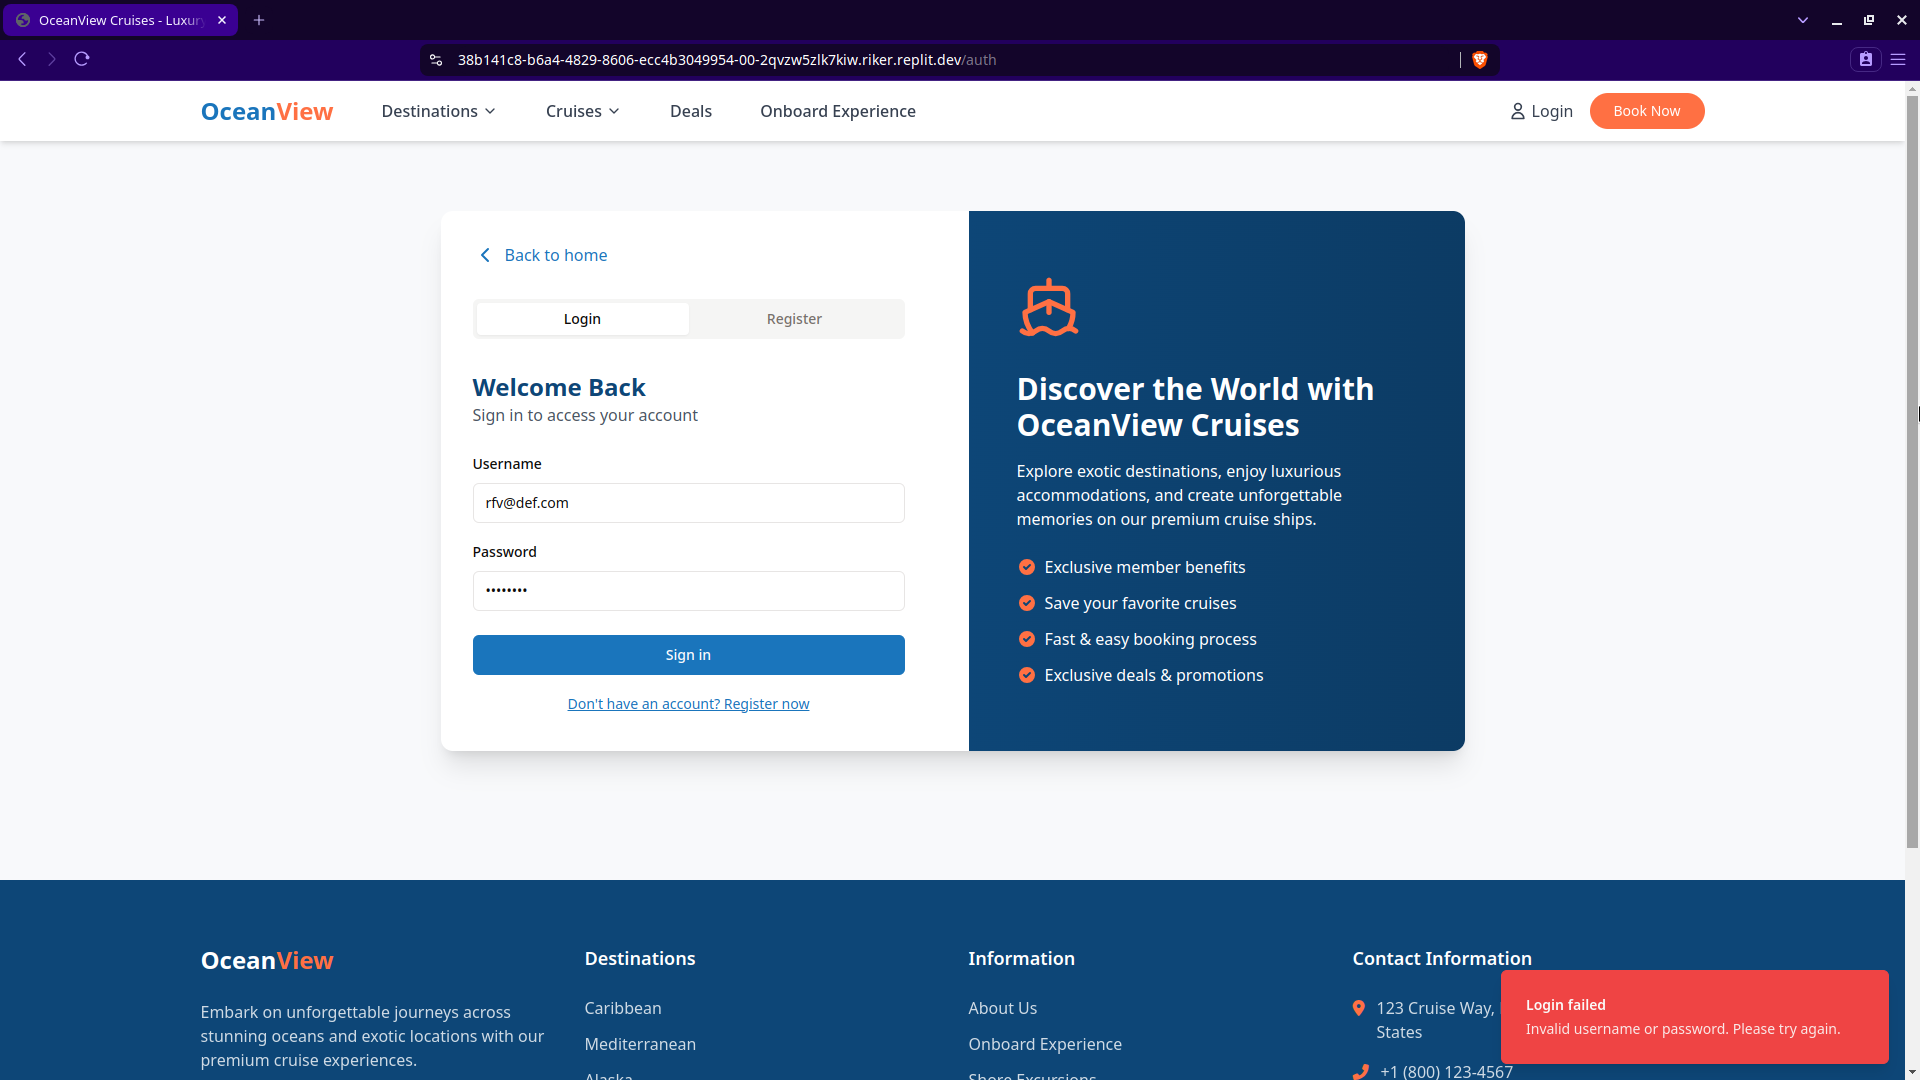 OceanView Cruises - Luxur
38b141c8-b6a4-4829-8606-ecc4b3049954-00-2qvzw5zlk7kiw.riker.replit.dev/auth
OceanView
Destinations
Cruises
Deals
Onboard Experience
Login
Book Now
Back to home
Login
Register
Welcome Back
Sign in to access your account
Username
rfv@def.com
Password
••••••••
Sign in
Don't have an account? Register now
Discover the World with
OceanView Cruises
Explore exotic destinations, enjoy luxurious
accommodations, and create unforgettable
memories on our premium cruise ships.
Exclusive member benefits
Save your favorite cruises
Fast & easy booking process
Exclusive deals & promotions
OceanView
Embark on unforgettable journeys across
stunning oceans and exotic locations with our
premium cruise experiences.
Destinations
Caribbean
Mediterranean
Alaska
Information
About Us
Onboard Experience
Shore Excursions
Contact Information
123 Cruise Way,
States
+1 (800) 123-4567
Login failed
Invalid username or password. Please try again.